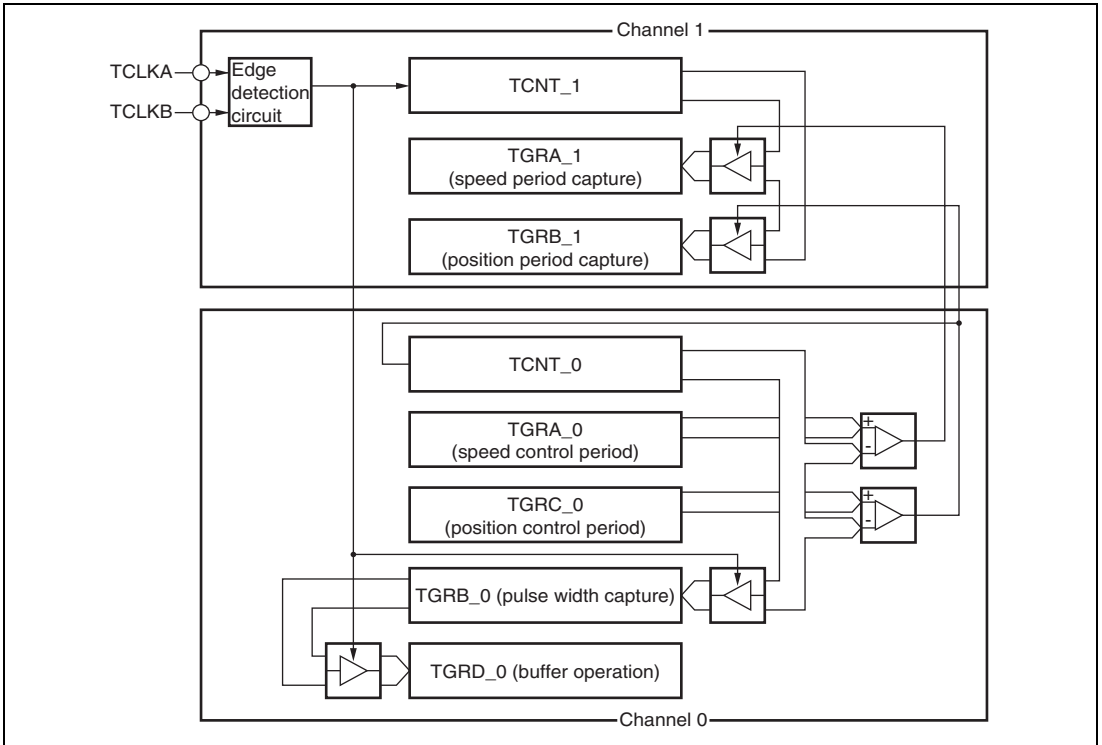 Channel 1
TCLKA
TCLKB
Edge
detection
circuit
TCNT_1
TGRA_1
(speed period capture)
TGRB_1
(position period capture)
TCNT_0
TGRA_0
(speed control period)
+
-
TGRC_0
(position control period)
+
-
TGRB_0 (pulse width capture)
TGRD_0 (buffer operation)
Channel 0